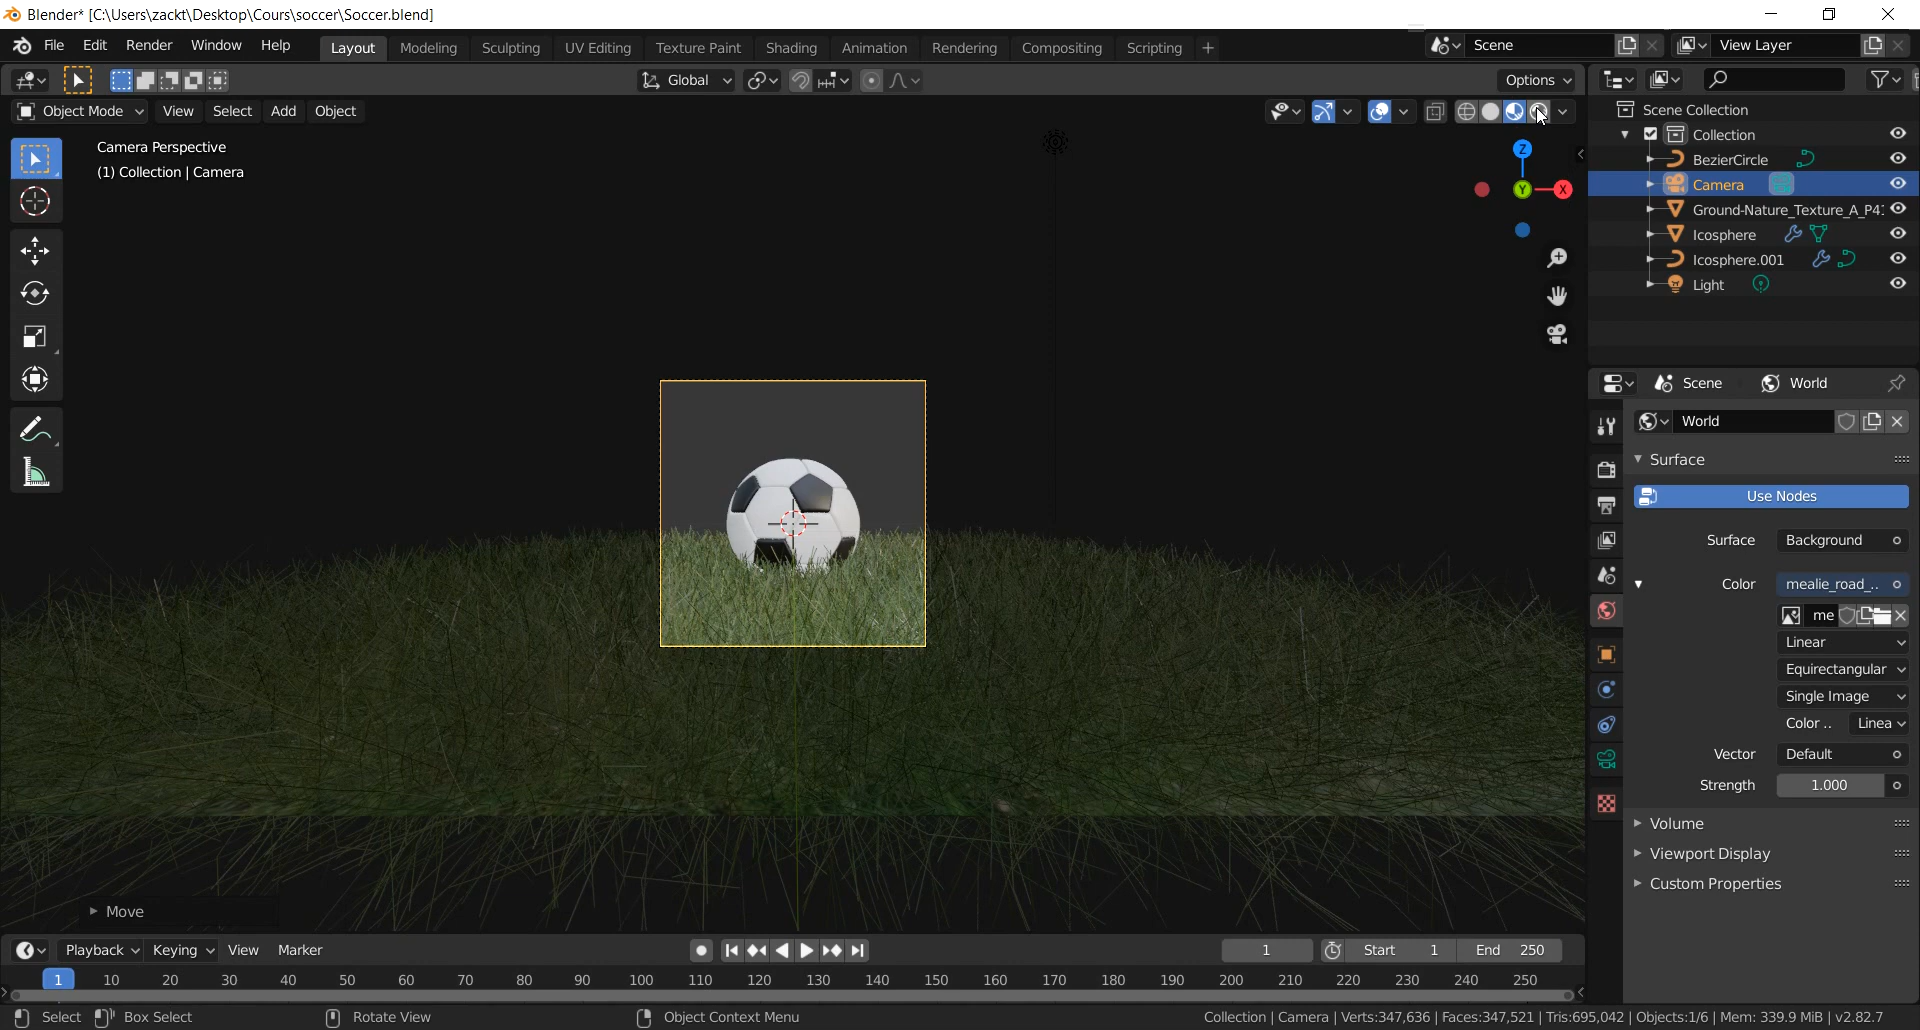 Blender* [C:\Users\zackt\Desktop\Cours\soccer\Soccer.blend]
File Edit Render Window Help Layout Modeling Sculpting UV Editing Texture Paint Shading Animation Rendering Compositing Scripting + Scene View Layer
Global Options
Object Mode View Select Add Object
Camera Perspective
(1) Collection | Camera
Z
Y
X
Scene Collection
Collection
BezierCircle
Camera
Ground-Nature_Texture_A_P4
Icosphere
Icosphere.001
Light
Scene World
World
Surface
Use Nodes
Surface Background
Color mealie_road_..
me
Linear
Equirectangular
Single Image
Color .. Linea
Vector Default
Strength 1.000
Volume
Viewport Display
Custom Properties
Move
Playback Keying View Marker 1 Start 1 End 250
1 10 20 30 40 50 60 70 80 90 100 110 120 130 140 150 160 170 180 190 200 210 220 230 240 250
Select Box Select Rotate View Object Context Menu Collection | Camera | Verts:347,636 | Faces:347,521 | Tris:695,042 | Objects:1/6 | Mem: 339.9 MiB | v2.82.7